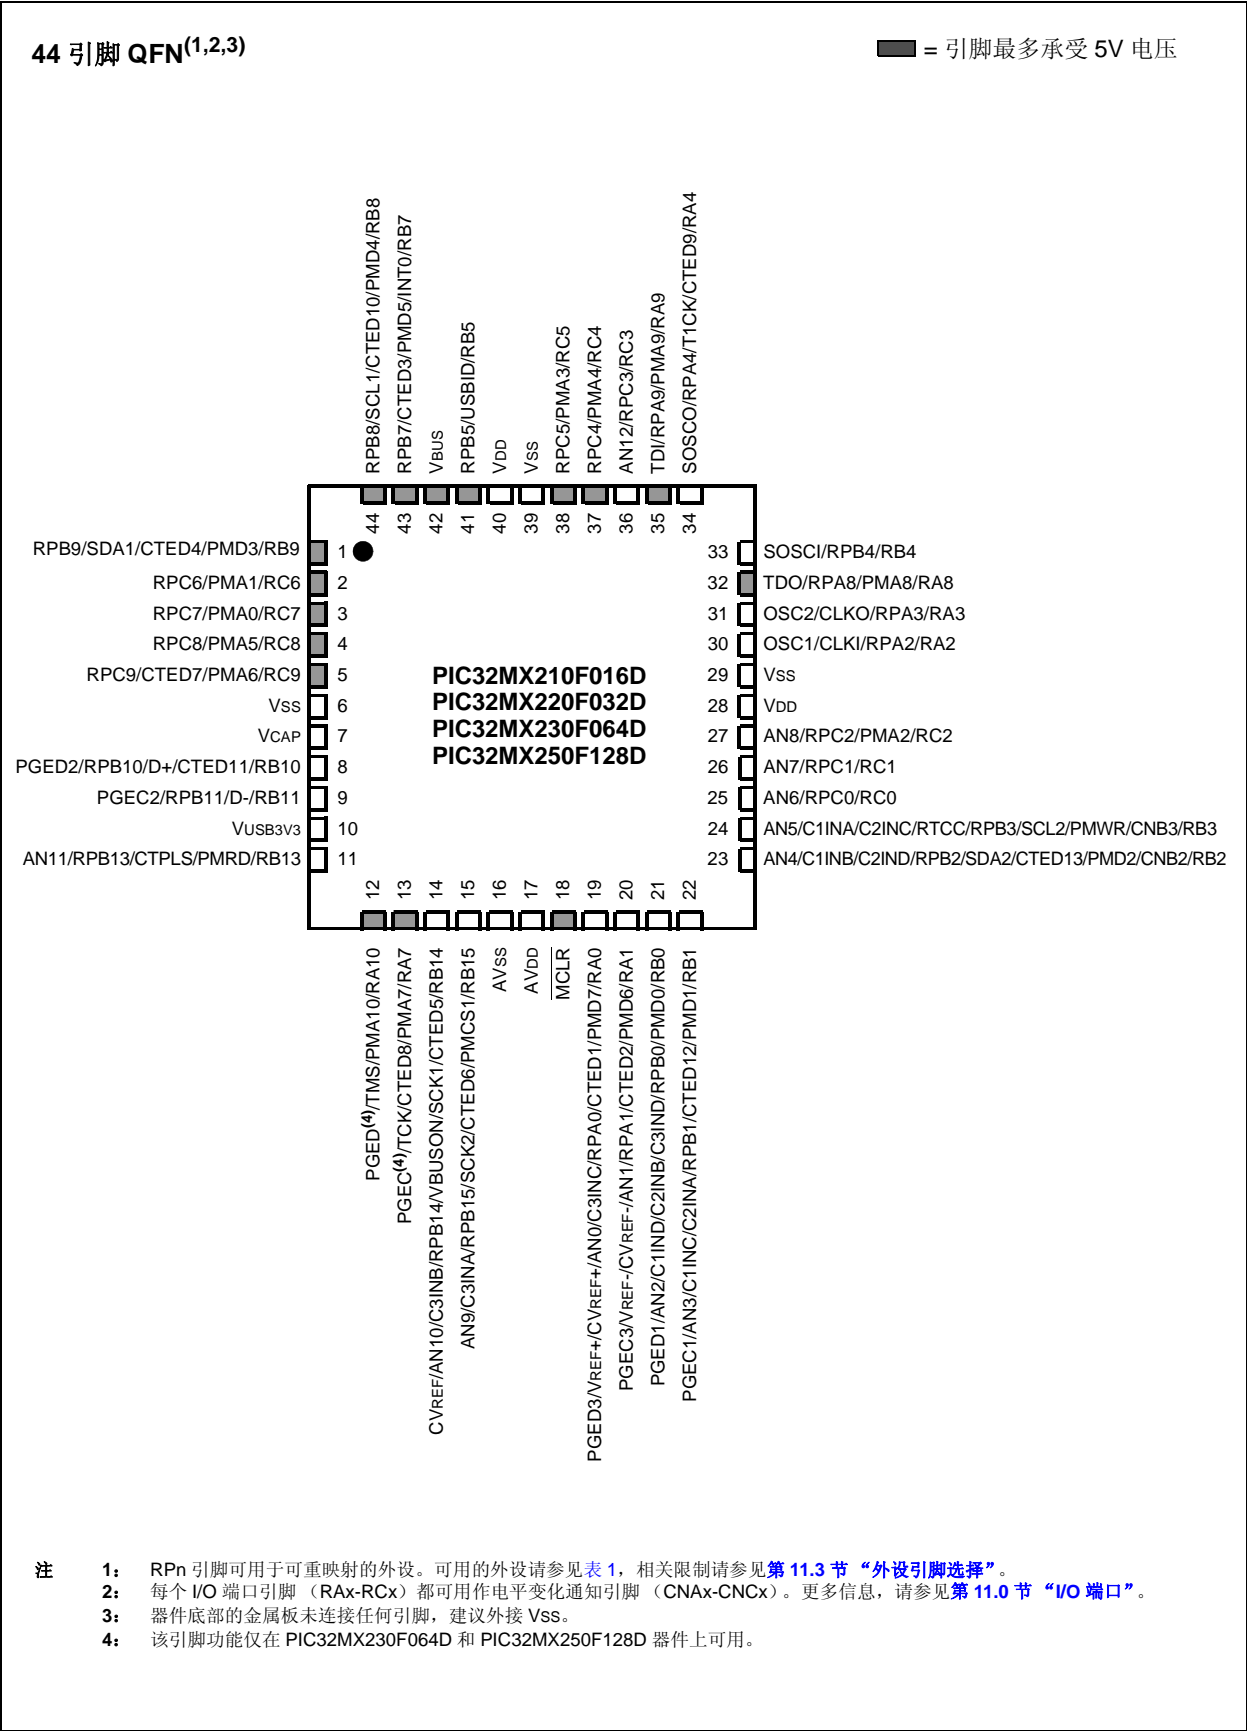 44 引脚 QFN(1,2,3)
= 引脚最多承受 5V 电压
RPB8/SCL1/CTED10/PMD4/RB8
RPB7/CTED3/PMD5/INT0/RB7
VBUS
RPB5/USBID/RB5
VDD
VSS
RPC5/PMA3/RC5
RPC4/PMA4/RC4
AN12/RPC3/RC3
TDI/RPA9/PMA9/RA9
SOSCO/RPA4/T1CK/CTED9/RA4
44 43 42 41 40 39 38 37 36 35 34
RPB9/SDA1/CTED4/PMD3/RB9 1
RPC6/PMA1/RC6 2
RPC7/PMA0/RC7 3
RPC8/PMA5/RC8 4
RPC9/CTED7/PMA6/RC9 5
VSS 6
VCAP 7
PGED2/RPB10/D+/CTED11/RB10 8
PGEC2/RPB11/D-/RB11 9
VUSB3V3 10
AN11/RPB13/CTPLS/PMRD/RB13 11
PIC32MX210F016D
PIC32MX220F032D
PIC32MX230F064D
PIC32MX250F128D
33 SOSCI/RPB4/RB4
32 TDO/RPA8/PMA8/RA8
31 OSC2/CLKO/RPA3/RA3
30 OSC1/CLKI/RPA2/RA2
29 VSS
28 VDD
27 AN8/RPC2/PMA2/RC2
26 AN7/RPC1/RC1
25 AN6/RPC0/RC0
24 AN5/C1INA/C2INC/RTCC/RPB3/SCL2/PMWR/CNB3/RB3
23 AN4/C1INB/C2IND/RPB2/SDA2/CTED13/PMD2/CNB2/RB2
12 13 14 15 16 17 18 19 20 21 22
PGED(4)/TMS/PMA10/RA10
PGEC(4)/TCK/CTED8/PMA7/RA7
CVREF/AN10/C3INB/RPB14/VBUSON/SCK1/CTED5/RB14
AN9/C3INA/RPB15/SCK2/CTED6/PMCS1/RB15
AVSS
AVDD
MCLR
PGED3/VREF+/CVREF+/AN0/C3INC/RPA0/CTED1/PMD7/RA0
PGEC3/VREF-/CVREF-/AN1/RPA1/CTED2/PMD6/RA1
PGED1/AN2/C1IND/C2INB/C3IND/RPB0/PMD0/RB0
PGEC1/AN3/C1INC/C2INA/RPB1/CTED12/PMD1/RB1
注 1： RPn 引脚可用于可重映射的外设。可用的外设请参见表 1，相关限制请参见第 11.3 节 “外设引脚选择”。
2： 每个 I/O 端口引脚 （RAx-RCx）都可用作电平变化通知引脚 （CNAx-CNCx）。更多信息，请参见第 11.0 节 “I/O 端口”。
3： 器件底部的金属板未连接任何引脚，建议外接 VSS。
4： 该引脚功能仅在 PIC32MX230F064D 和 PIC32MX250F128D 器件上可用。